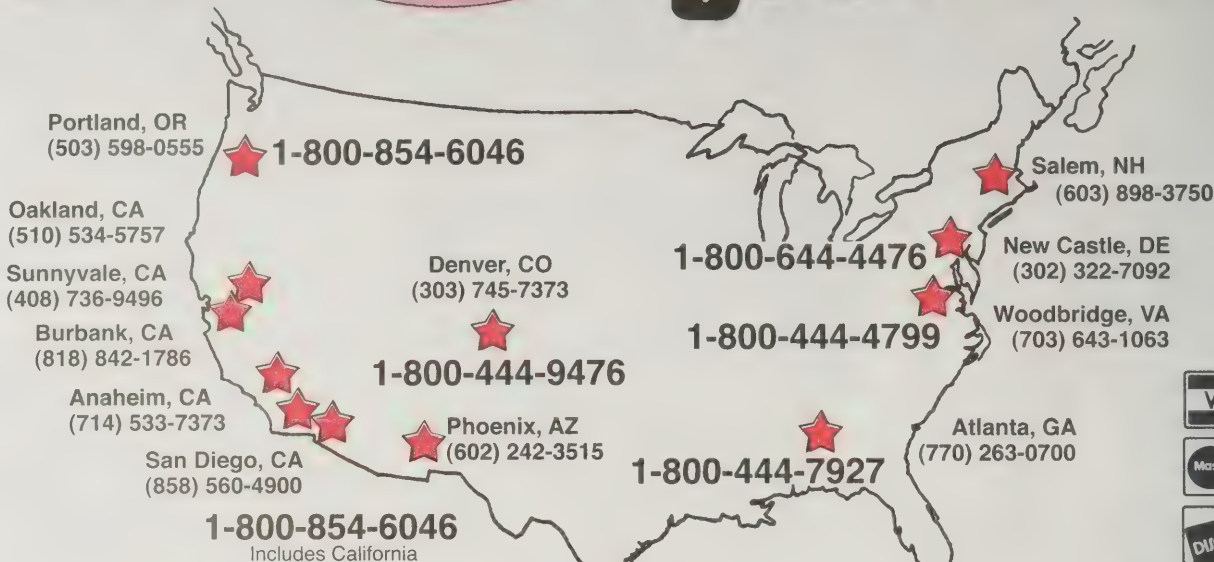 Portland, OR
(503) 598-0555
1-800-854-6046
Oakland, CA
(510) 534-5757
Sunnyvale, CA
(408) 736-9496
Burbank, CA
(818) 842-1786
Anaheim, CA
(714) 533-7373
San Diego, CA
(858) 560-4900
1-800-854-6046
Includes California
Denver, CO
(303) 745-7373
1-800-444-9476
Phoenix, AZ
(602) 242-3515
Salem, NH
(603) 898-3750
1-800-644-4476
New Castle, DE
(302) 322-7092
1-800-444-4799
Woodbridge, VA
(703) 643-1063
Atlanta, GA
(770) 263-0700
1-800-444-7927